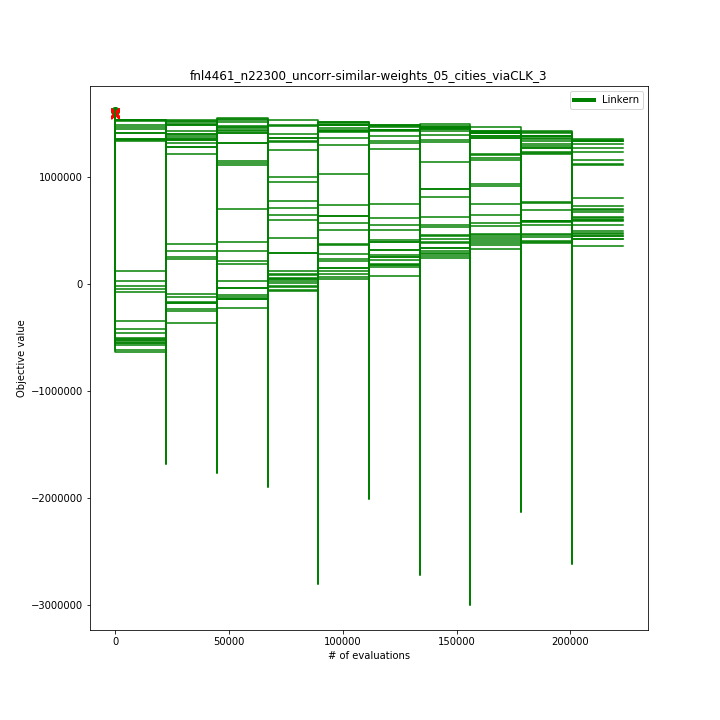 fnl4461_n22300_uncorr-similar-weights_05_cities_viaCLK_3
Linkern
1000000
0
−1000000
−2000000
−3000000
Objective value
0
50000
100000
150000
200000
# of evaluations